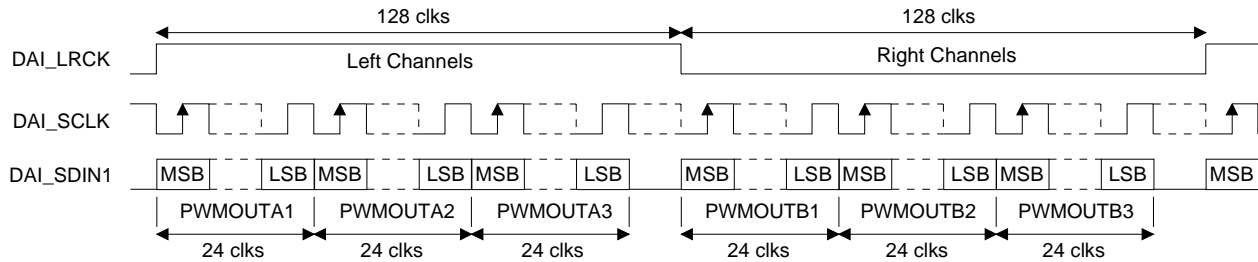 128 clks 128 clks
DAI_LRCK Left Channels Right Channels
DAI_SCLK
DAI_SDIN1 MSB LSB MSB LSB MSB LSB MSB LSB MSB LSB MSB LSB MSB
PWMOUTA1 PWMOUTA2 PWMOUTA3 PWMOUTB1 PWMOUTB2 PWMOUTB3
24 clks 24 clks 24 clks 24 clks 24 clks 24 clks